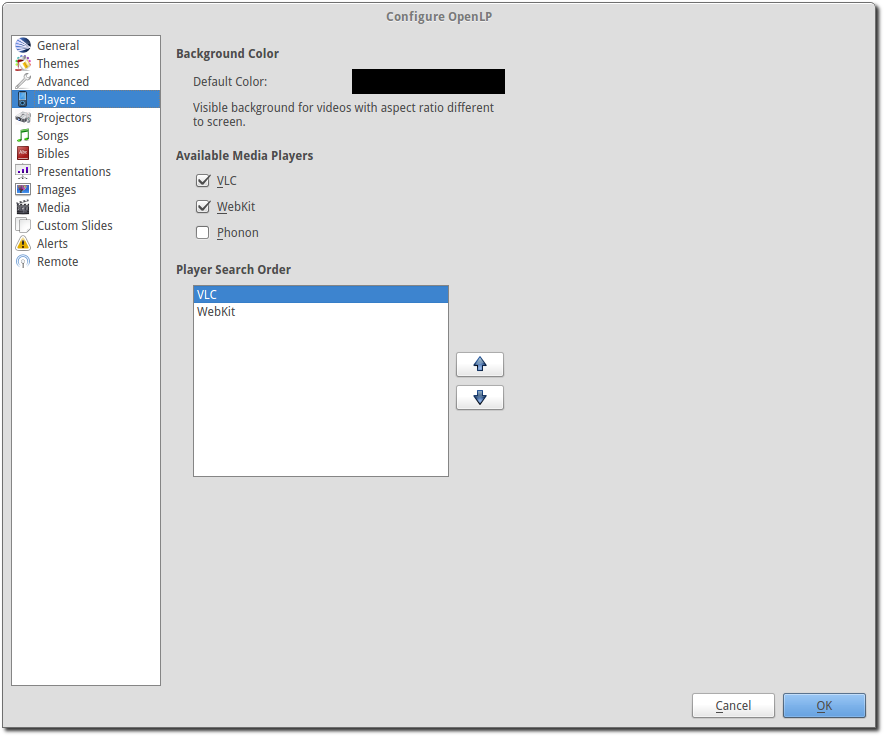 Configure OpenLP
General
Themes
Advanced
Players
Projectors
Songs
Bibles
Presentations
Images
Media
Custom Slides
Alerts
Remote
Background Color
Default Color:
Visible background for videos with aspect ratio different
to screen.
Available Media Players
VLC
WebKit
Phonon
Player Search Order
VLC
WebKit
Cancel
OK